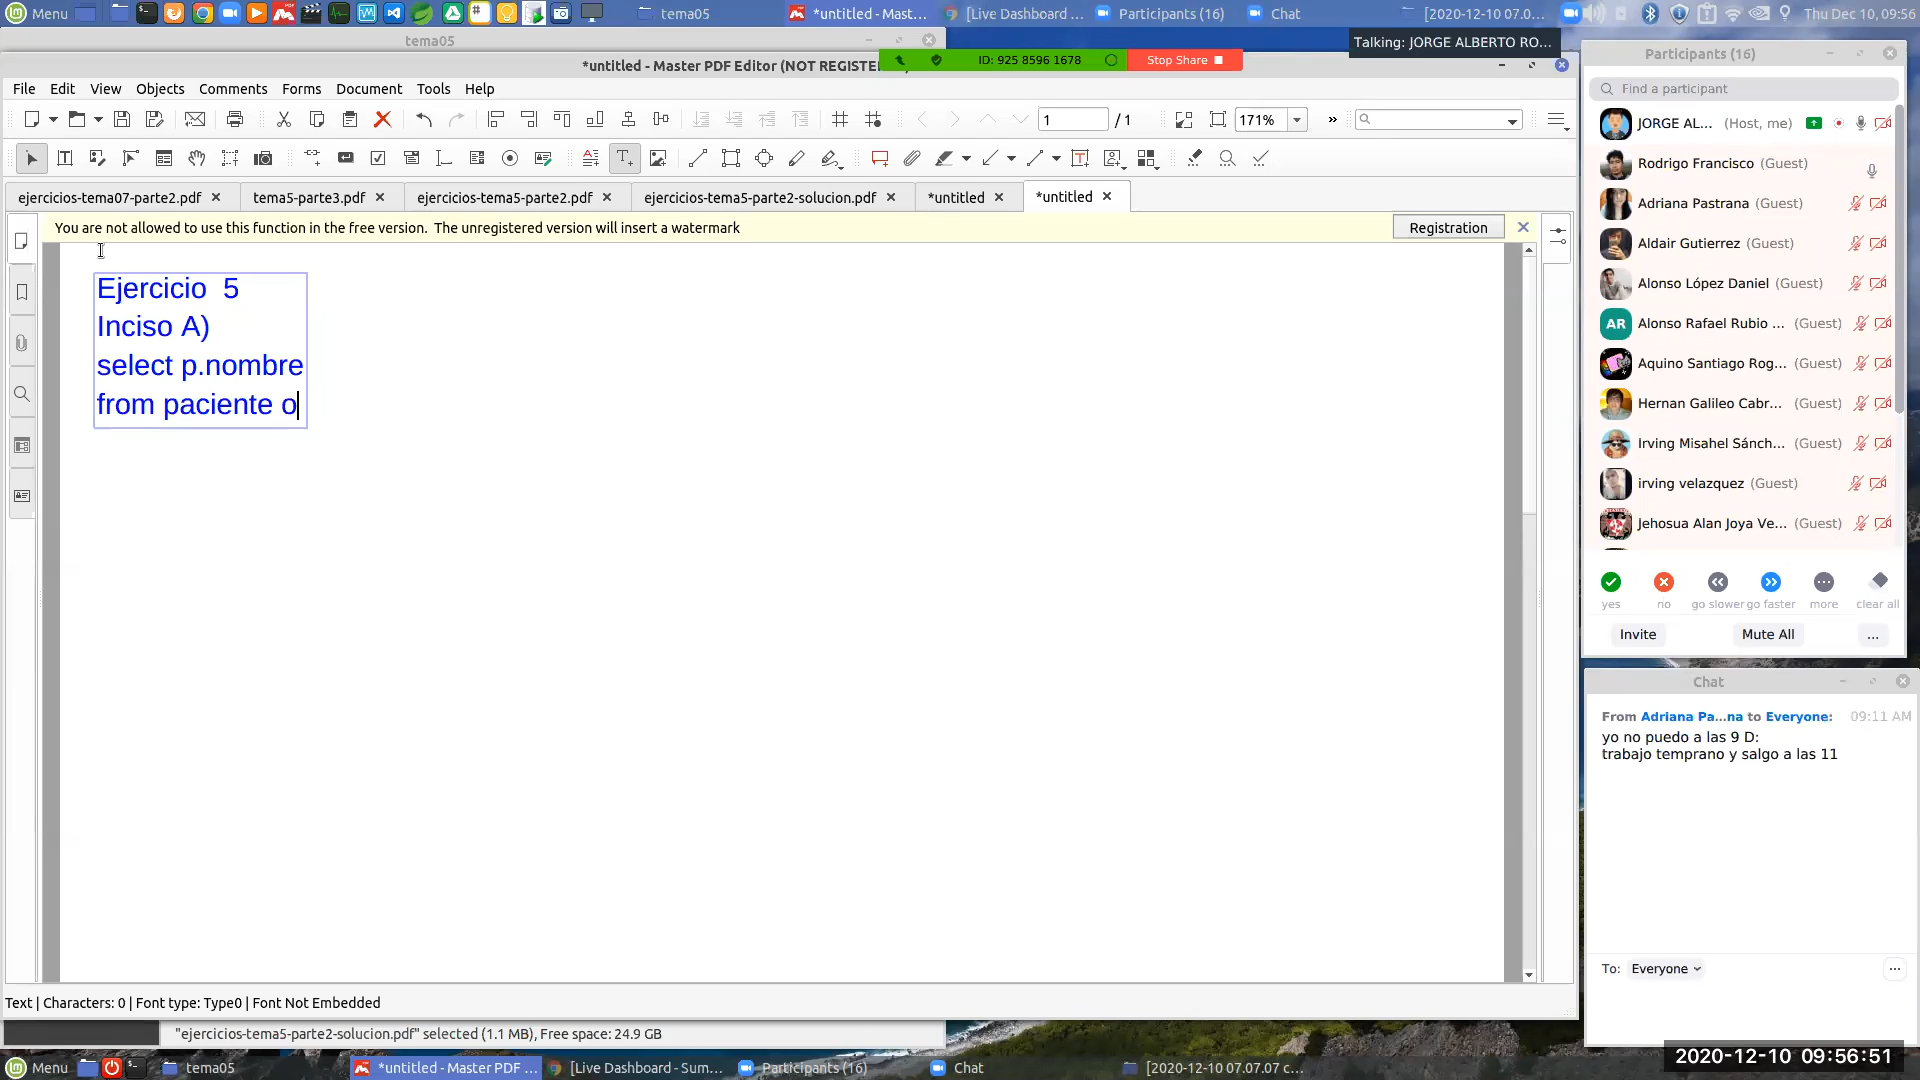 Menu
tema05
*untitled - Mast...
[Live Dashboard ...
Participants (16)
Chat
[2020-12-10 07.0...
Thu Dec 10, 09:56
tema05
Talking: JORGE ALBERTO RO...
*untitled - Master PDF Editor (NOT REGISTE
ID: 925 8596 1678
Stop Share
File Edit View Objects Comments Forms Document Tools Help
1 / 1
171%
ejercicios-tema07-parte2.pdf
tema5-parte3.pdf
ejercicios-tema5-parte2.pdf
ejercicios-tema5-parte2-solucion.pdf
*untitled
*untitled
You are not allowed to use this function in the free version. The unregistered version will insert a watermark
Registration
Ejercicio 5
Inciso A)
select p.nombre
from paciente o
Text | Characters: 0 | Font type: Type0 | Font Not Embedded
"ejercicios-tema5-parte2-solucion.pdf" selected (1.1 MB), Free space: 24.9 GB
Participants (16)
Find a participant
JORGE AL... (Host, me)
Rodrigo Francisco (Guest)
Adriana Pastrana (Guest)
Aldair Gutierrez (Guest)
Alonso López Daniel (Guest)
AR Alonso Rafael Rubio ... (Guest)
Aquino Santiago Rog... (Guest)
Hernan Galileo Cabr... (Guest)
Irving Misahel Sánch... (Guest)
irving velazquez (Guest)
Jehosua Alan Joya Ve... (Guest)
yes no go slower go faster more clear all
Invite Mute All ...
Chat
From Adriana Pa...na to Everyone: 09:11 AM
yo no puedo a las 9 D:
trabajo temprano y salgo a las 11
To: Everyone
2020-12-10 09:56:51
Menu
tema05
*untitled - Master PDF ...
[Live Dashboard - Sum...
Participants (16)
Chat
[2020-12-10 07.07.07 c...